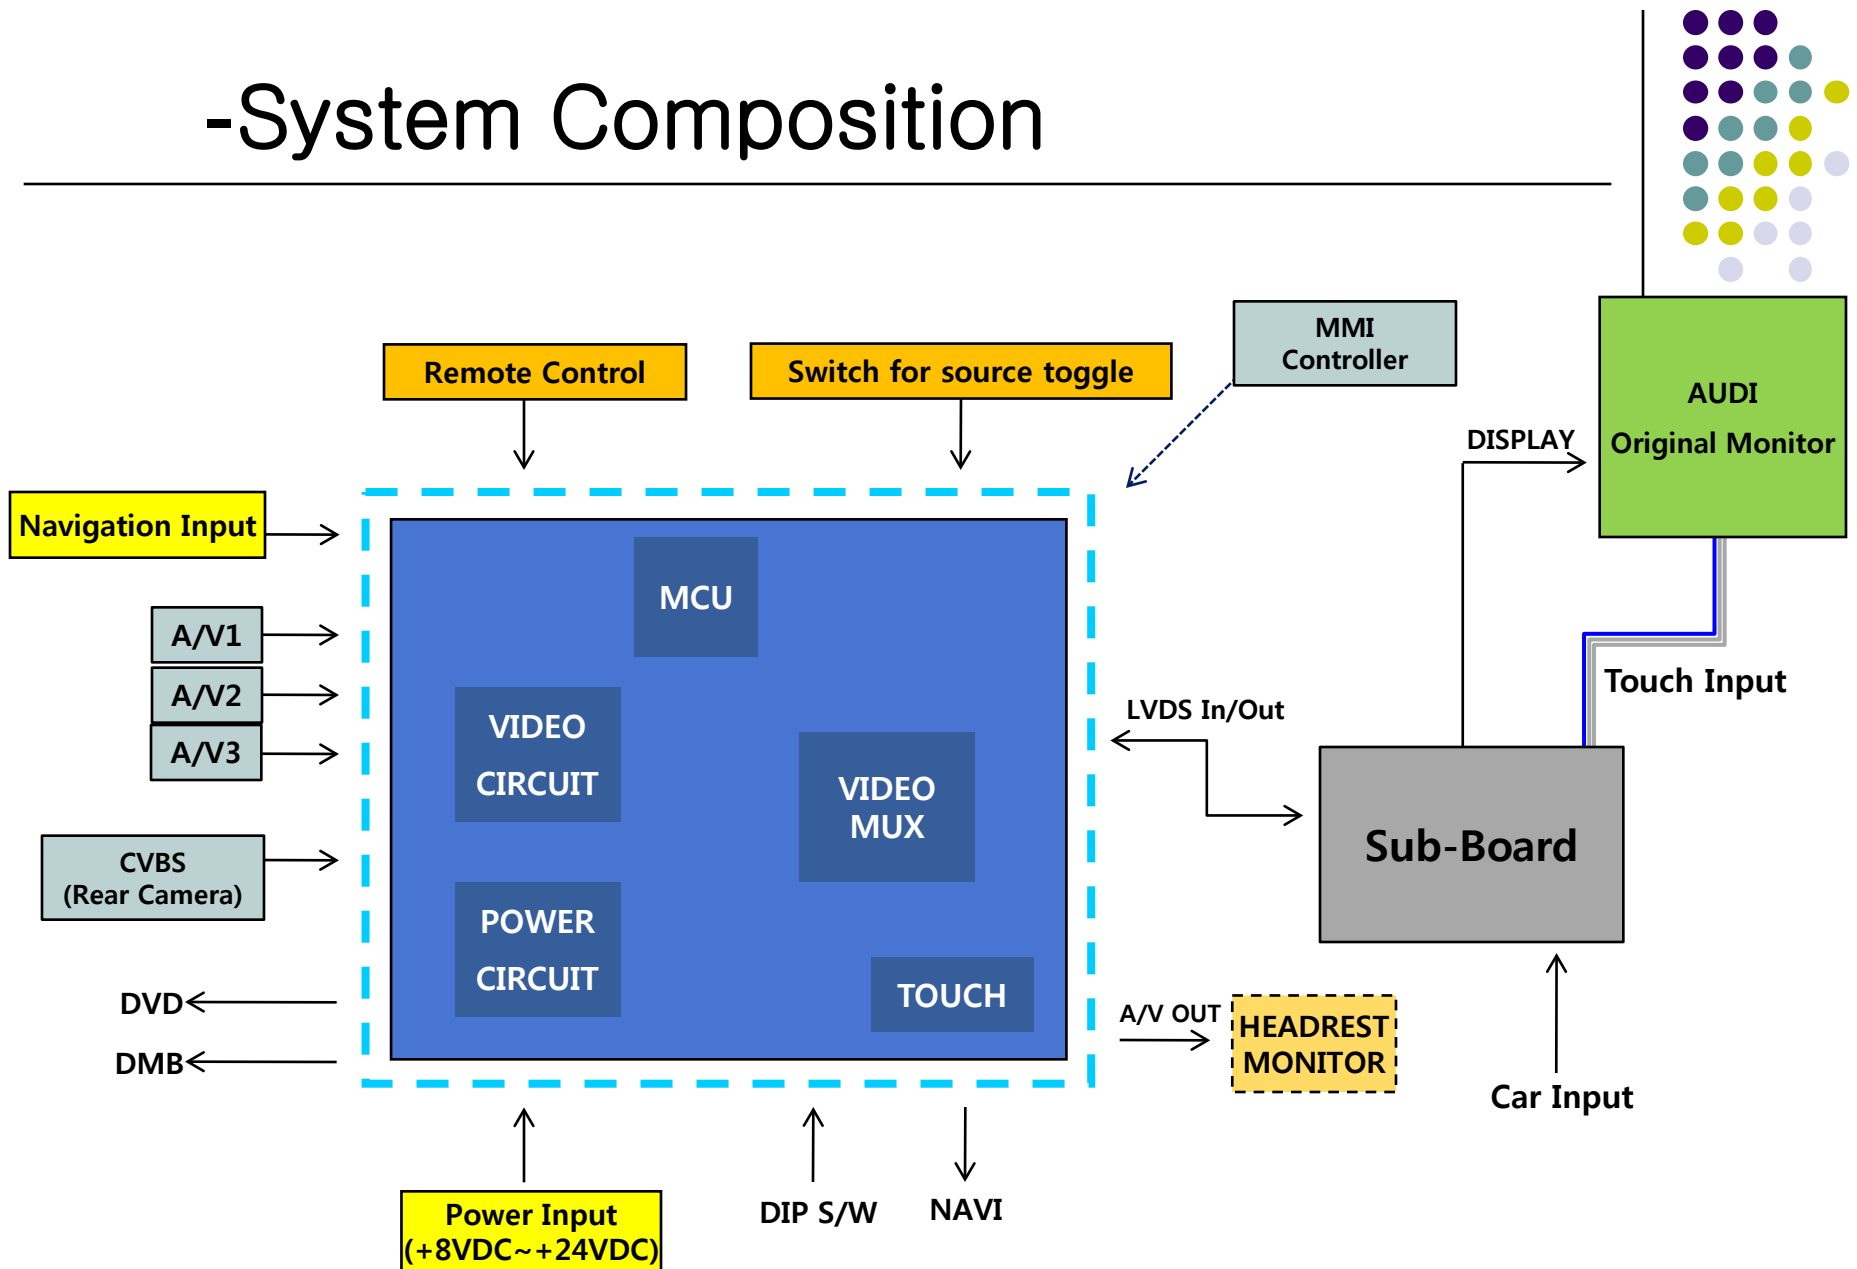 -System Composition
MMI
Controller
Remote Control
Switch for source toggle
AUDI
Original Monitor
DISPLAY
Navigation Input
MCU
A/V1
A/V2
A/V3
VIDEO
CIRCUIT
VIDEO
MUX
LVDS In/Out
Touch Input
Sub-Board
CVBS
(Rear Camera)
POWER
CIRCUIT
TOUCH
DVD
DMB
A/V OUT
HEADREST
MONITOR
Car Input
Power Input
(+8VDC~+24VDC)
DIP S/W
NAVI